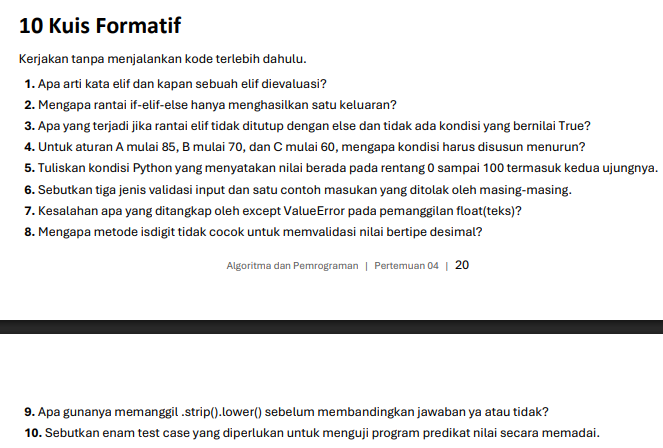 10 Kuis Formatif
Kerjakan tanpa menjalankan kode terlebih dahulu.
1. Apa arti kata elif dan kapan sebuah elif dievaluasi?
2. Mengapa rantai if-elif-else hanya menghasilkan satu keluaran?
3. Apa yang terjadi jika rantai elif tidak ditutup dengan else dan tidak ada kondisi yang bernilai True?
4. Untuk aturan A mulai 85, B mulai 70, dan C mulai 60, mengapa kondisi harus disusun menurun?
5. Tuliskan kondisi Python yang menyatakan nilai berada pada rentang 0 sampai 100 termasuk kedua ujungnya.
6. Sebutkan tiga jenis validasi input dan satu contoh masukan yang ditolak oleh masing-masing.
7. Kesalahan apa yang ditangkap oleh except ValueError pada pemanggilan float(teks)?
8. Mengapa metode isdigit tidak cocok untuk memvalidasi nilai bertipe desimal?
Algoritma dan Pemrograman | Pertemuan 04 | 20
9. Apa gunanya memanggil .strip().lower() sebelum membandingkan jawaban ya atau tidak?
10. Sebutkan enam test case yang diperlukan untuk menguji program predikat nilai secara memadai.